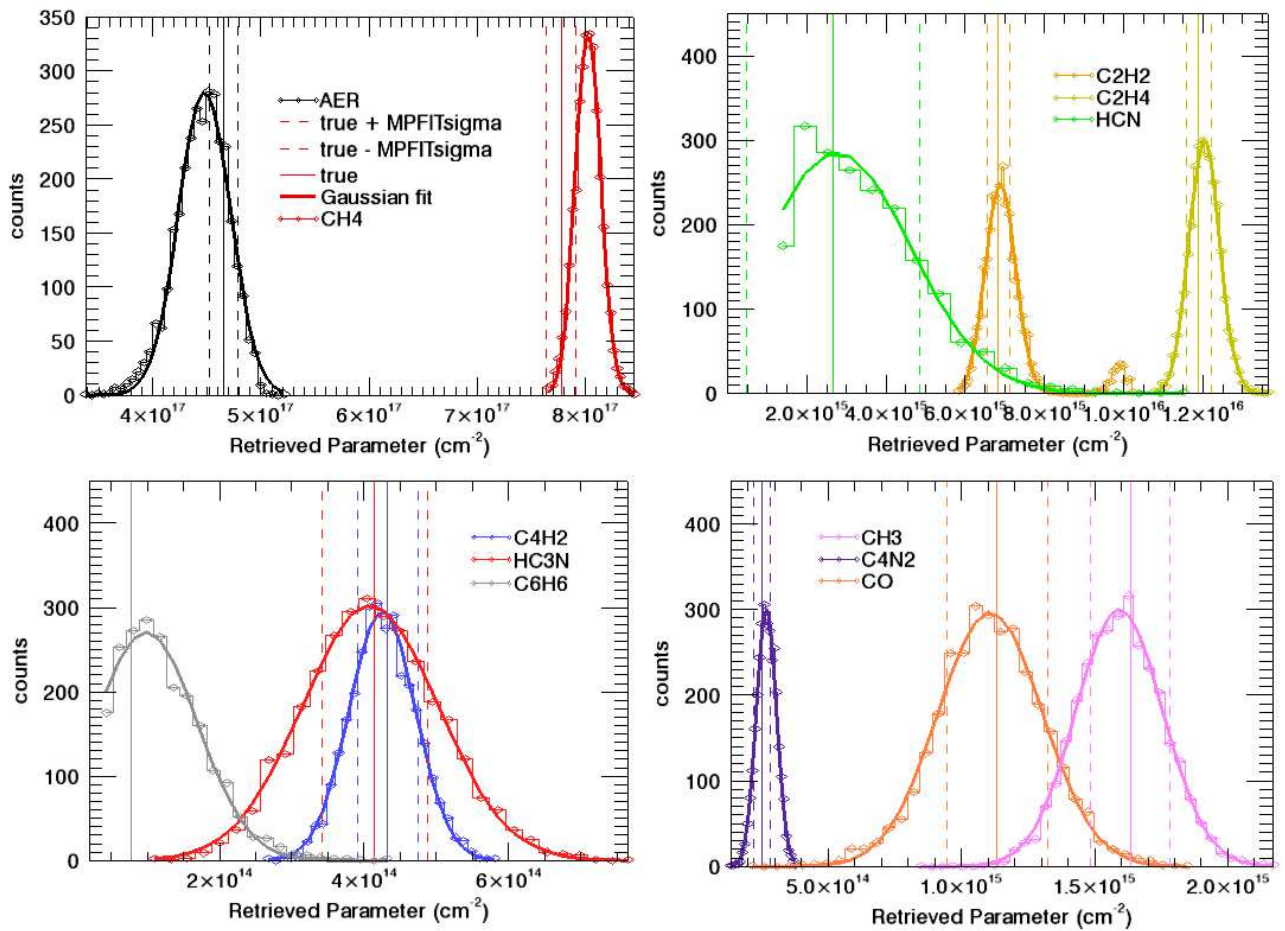 350
300
250
200
150
100
50
0
counts
AER
true + MPFITsigma
true - MPFITsigma
true
Gaussian fit
CH4
4×10¹⁷ 5×10¹⁷ 6×10¹⁷ 7×10¹⁷ 8×10¹⁷
Retrieved Parameter (cm⁻²)
400
300
200
100
0
counts
C2H2
C2H4
HCN
2.0×10¹⁵ 4.0×10¹⁵ 6.0×10¹⁵ 8.0×10¹⁵ 1.0×10¹⁶ 1.2×10¹⁶
Retrieved Parameter (cm⁻²)
400
300
200
100
0
counts
C4H2
HC3N
C6H6
2×10¹⁴ 4×10¹⁴ 6×10¹⁴
Retrieved Parameter (cm⁻²)
400
300
200
100
0
counts
CH3
C4N2
CO
5.0×10¹⁴ 1.0×10¹⁵ 1.5×10¹⁵ 2.0×10¹⁵
Retrieved Parameter (cm⁻²)